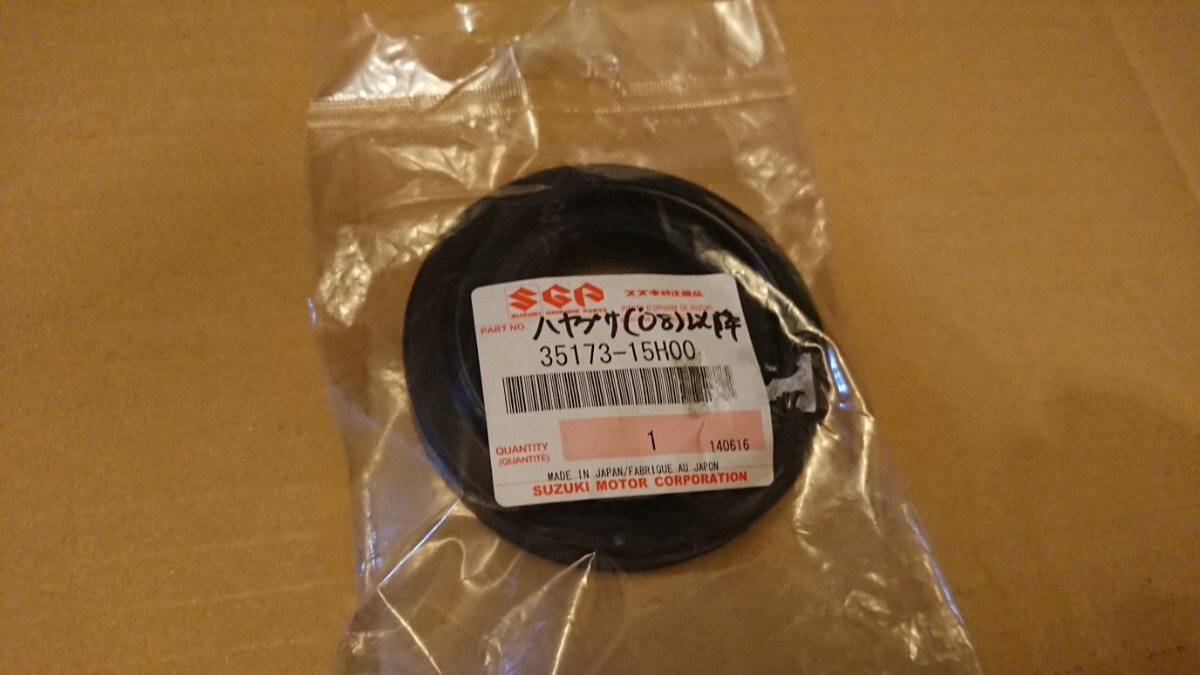 SGP スズキ純正部品
SUZUKI GENUINE PARTS PIECES D'ORIGINE DE SUZUKI
PART NO. ハヤブサ('08)以降
35173-15H00
QUANTITY 1 140616
(QUANTITÉ)
MADE IN JAPAN/FABRIQUE AU JAPON
SUZUKI MOTOR CORPORATION